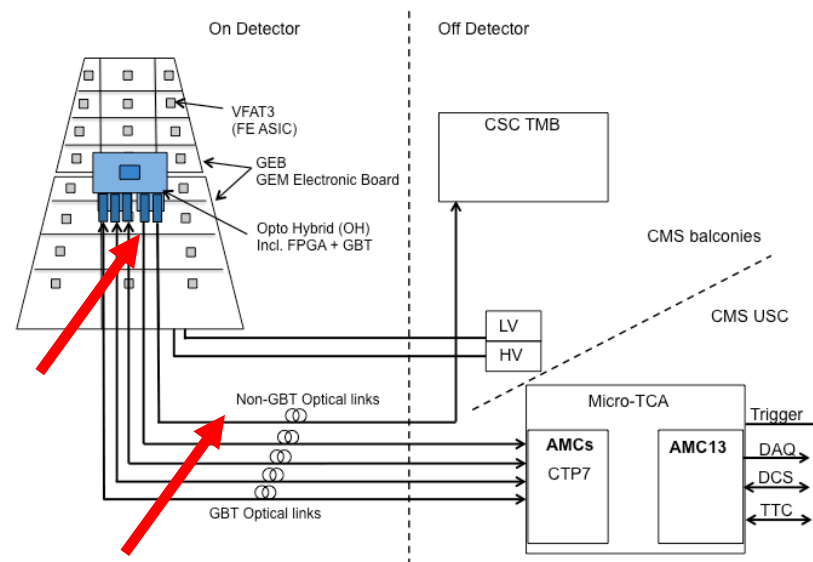 On Detector
Off Detector
VFAT3
(FE ASIC)
CSC TMB
GEB
GEM Electronic Board
Opto Hybrid (OH)
Incl. FPGA + GBT
CMS balconies
LV
HV
CMS USC
Non-GBT Optical links
Micro-TCA
Trigger
AMCs
CTP7
AMC13
DAQ
DCS
TTC
GBT Optical links